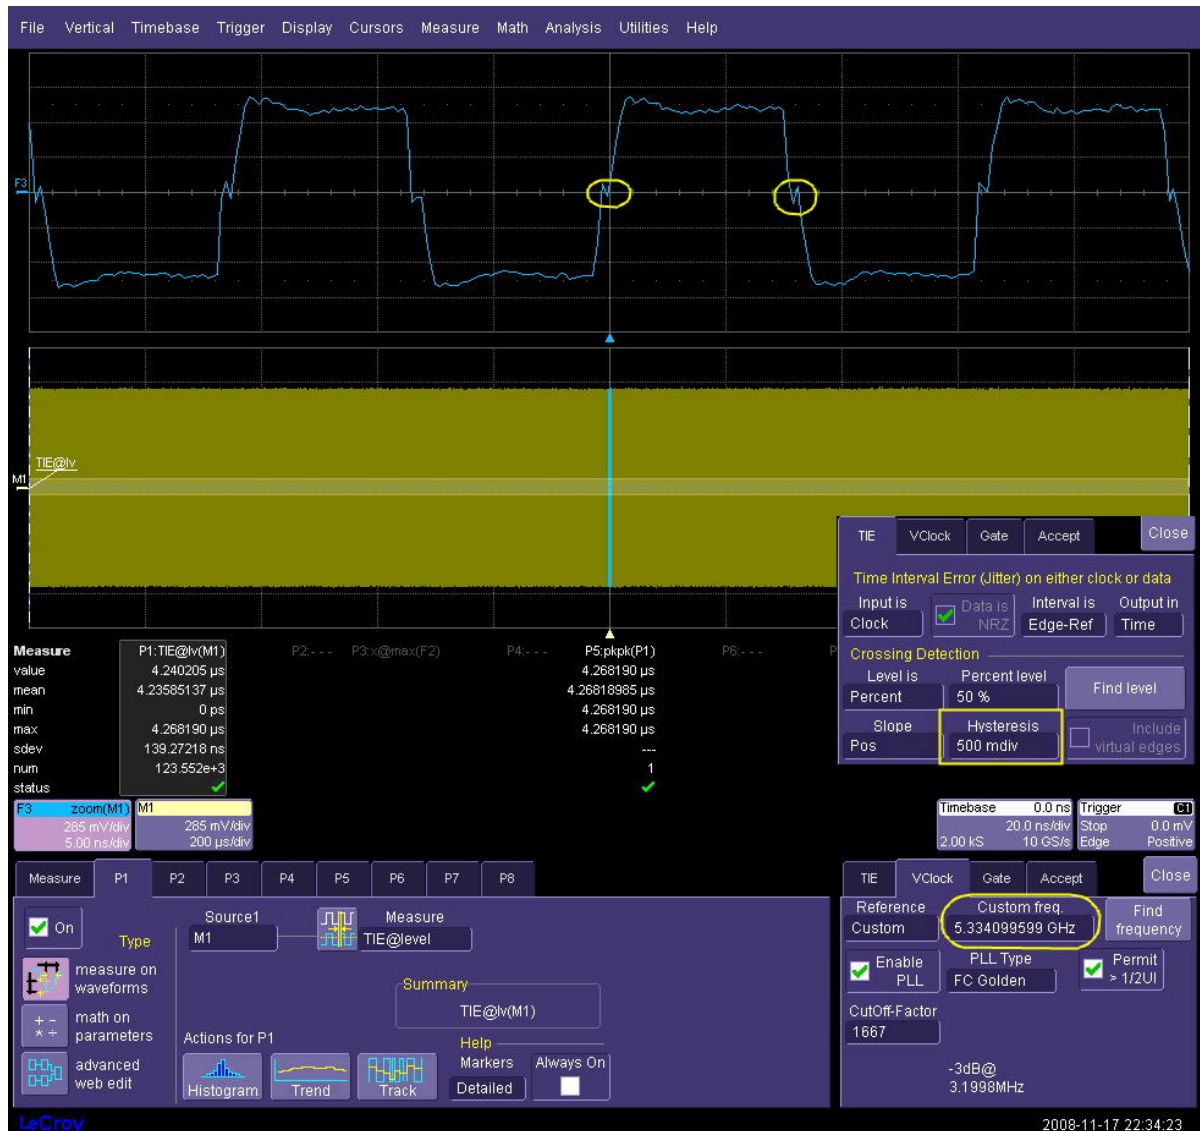 File Vertical Timebase Trigger Display Cursors Measure Math Analysis Utilities Help
F3
TIE@lv
M1
TIE VClock Gate Accept Close
Time Interval Error (Jitter) on either clock or data
Input is Data is Interval is Output in
Clock NRZ Edge-Ref Time
Crossing Detection
Level is Percent level Find level
Percent 50 %
Slope Hysteresis Include
Pos 500 mdiv virtual edges
Measure P1:TIE@lv(M1) P2:--- P3:x@max(F2) P4:--- P5:pkpk(P1) P6:--- P
value 4.240205 µs 4.268190 µs
mean 4.23585137 µs 4.26818985 µs
min 0 ps 4.268190 µs
max 4.268190 µs 4.268190 µs
sdev 139.27218 ns ---
num 123.552e+3 1
status
F3 zoom(M1) M1
285 mV/div 285 mV/div
5.00 ns/div 200 µs/div
Timebase 0.0 ns Trigger C1
20.0 ns/div Stop 0.0 mV
2.00 kS 10 GS/s Edge Positive
Measure P1 P2 P3 P4 P5 P6 P7 P8
On
Type
measure on waveforms
math on parameters
advanced web edit
Source1 Measure
M1 TIE@level
Summary
TIE@lv(M1)
Actions for P1
Histogram Trend Track
Help
Markers Always On
Detailed
TIE VClock Gate Accept Close
Reference Custom freq. Find
Custom 5.334099599 GHz frequency
Enable PLL Type Permit
PLL FC Golden > 1/2UI
CutOff-Factor
1667
-3dB@
3.1998MHz
LeCroy
2008-11-17 22:34:23